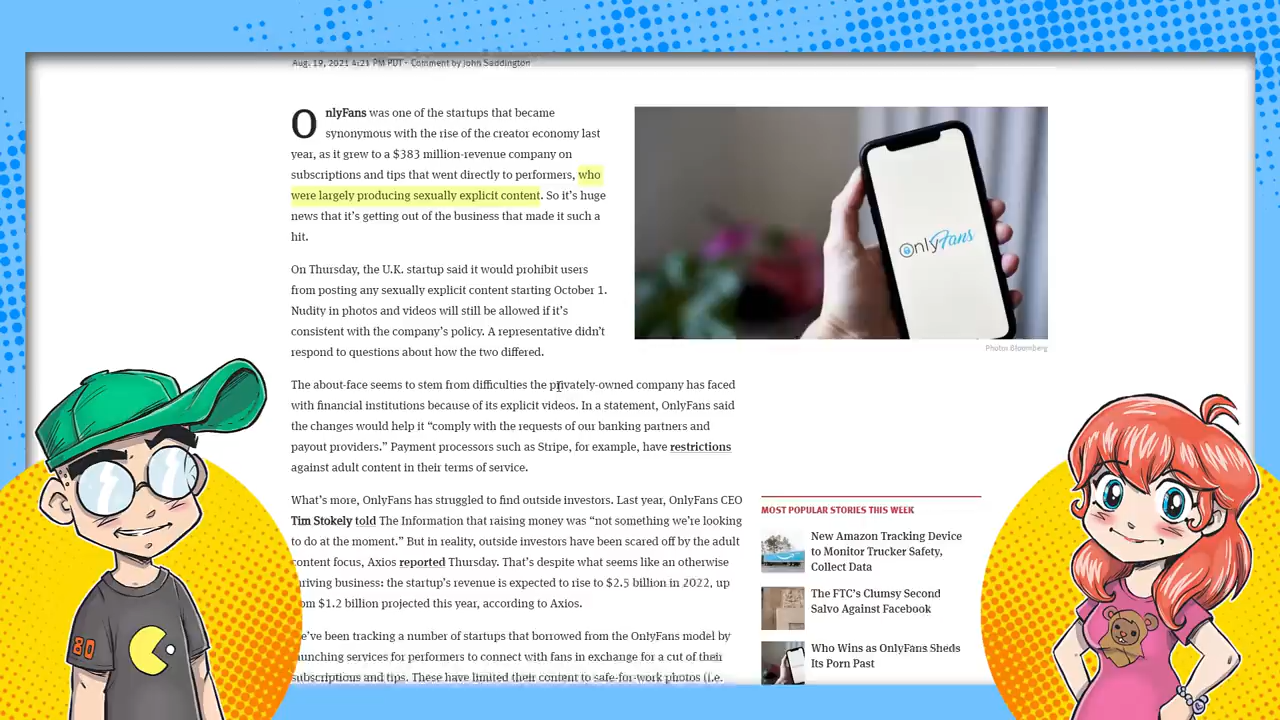 Aug. 19, 2021 4:21 PM PDT · Comment by John Saddington
OnlyFans was one of the startups that became
synonymous with the rise of the creator economy last
year, as it grew to a $383 million-revenue company on
subscriptions and tips that went directly to performers, who
were largely producing sexually explicit content. So it’s huge
news that it’s getting out of the business that made it such a
hit.
On Thursday, the U.K. startup said it would prohibit users
from posting any sexually explicit content starting October 1.
Nudity in photos and videos will still be allowed if it’s
consistent with the company’s policy. A representative didn’t
respond to questions about how the two differed.
OnlyFans
Photo: Bloomberg
The about-face seems to stem from difficulties the privately-owned company has faced
with financial institutions because of its explicit videos. In a statement, OnlyFans said
the changes would help it “comply with the requests of our banking partners and
payout providers.” Payment processors such as Stripe, for example, have restrictions
against adult content in their terms of service.
What’s more, OnlyFans has struggled to find outside investors. Last year, OnlyFans CEO
Tim Stokely told The Information that raising money was “not something we’re looking
to do at the moment.” But in reality, outside investors have been scared off by the adult
content focus, Axios reported Thursday. That’s despite what seems like an otherwise
thriving business: the startup’s revenue is expected to rise to $2.5 billion in 2022, up
from $1.2 billion projected this year, according to Axios.
We’ve been tracking a number of startups that borrowed from the OnlyFans model by
launching services for performers to connect with fans in exchange for a cut of their
subscriptions and tips. These have limited their content to safe-for-work photos (i.e.
MOST POPULAR STORIES THIS WEEK
New Amazon Tracking Device
to Monitor Trucker Safety,
Collect Data
The FTC’s Clumsy Second
Salvo Against Facebook
Who Wins as OnlyFans Sheds
Its Porn Past
80